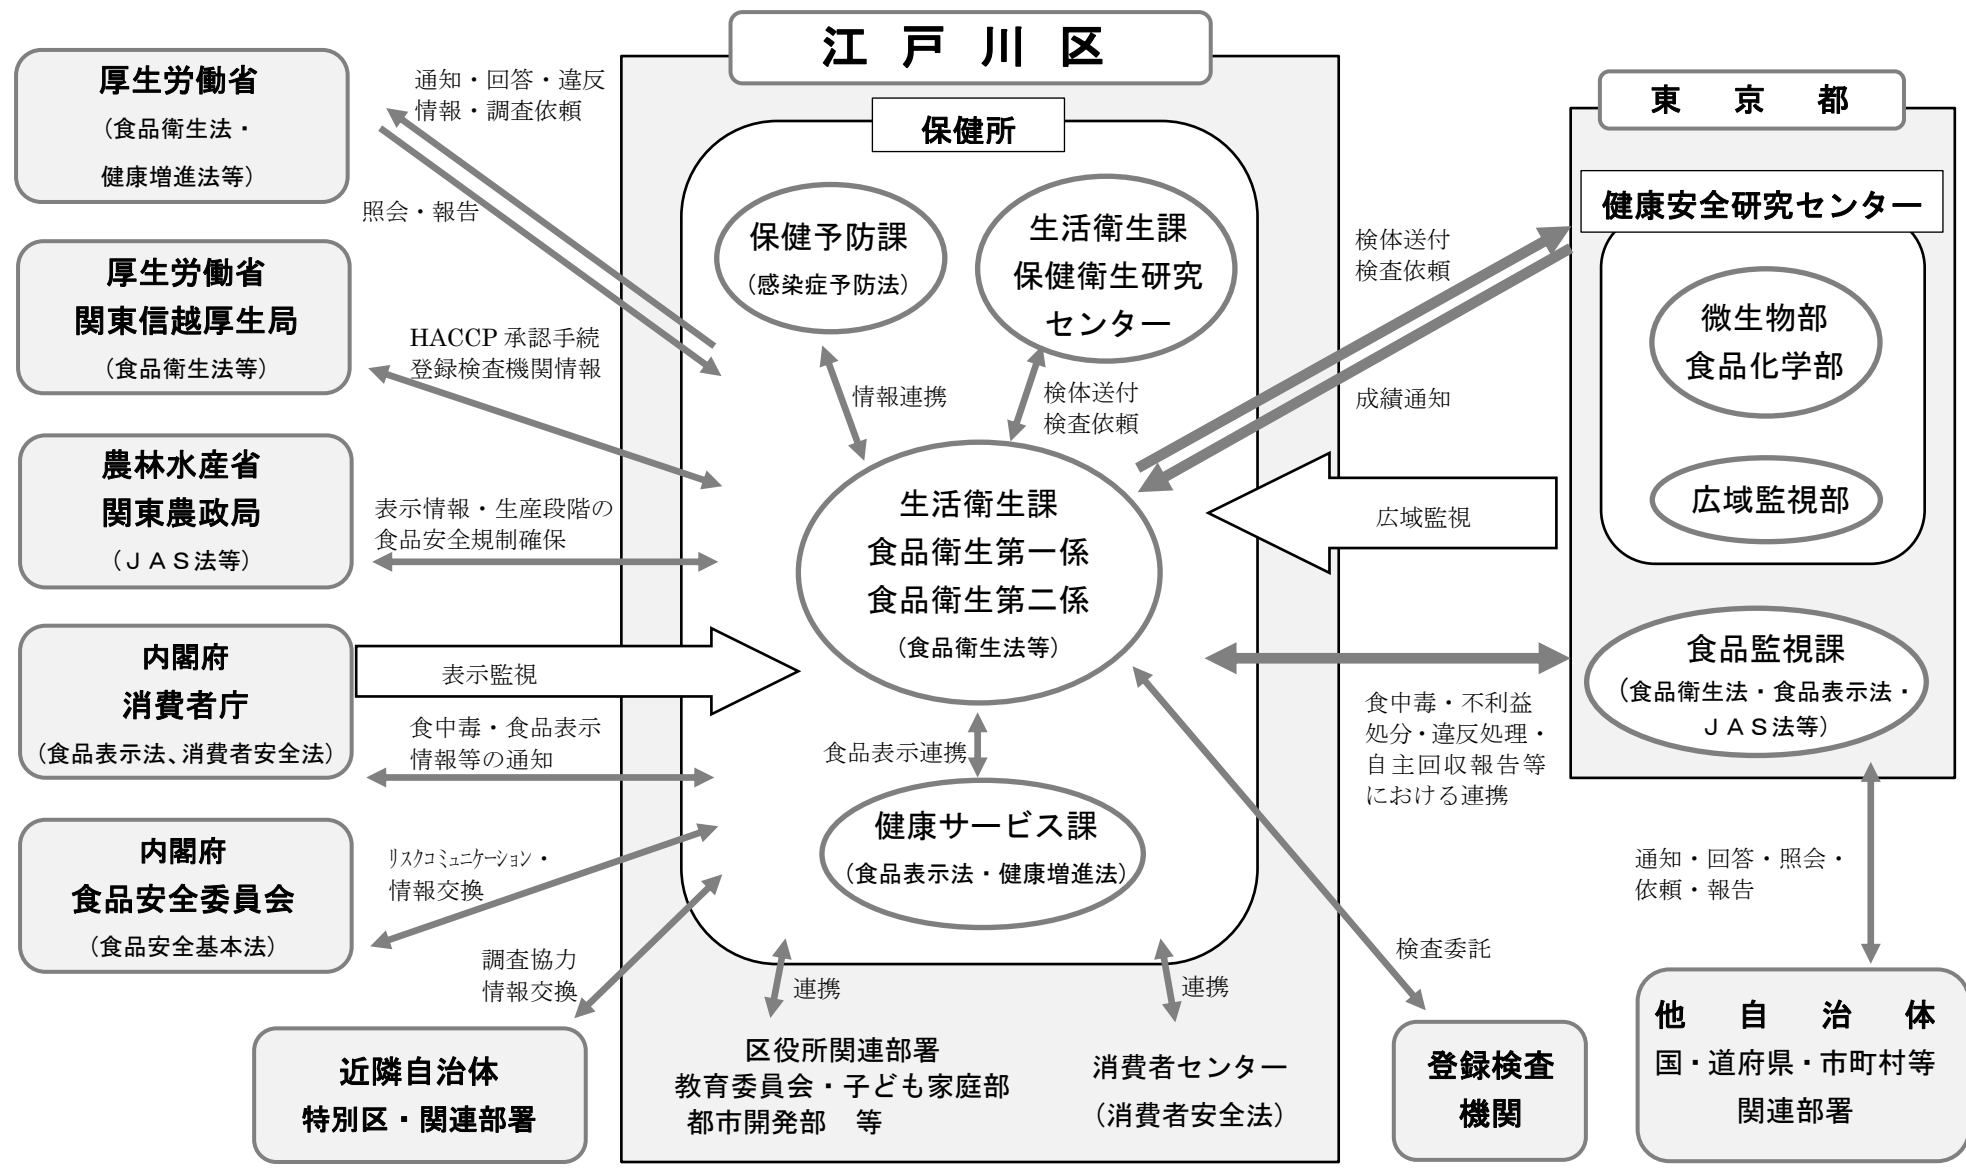 江戸川区
厚生労働省
(食品衛生法・
健康増進法等)
通知・回答・違反
情報・調査依頼
照会・報告
厚生労働省
関東信越厚生局
(食品衛生法等)
HACCP 承認手続
登録検査機関情報
農林水産省
関東農政局
(ＪＡＳ法等)
表示情報・生産段階の
食品安全規制確保
内閣府
消費者庁
(食品表示法、消費者安全法)
表示監視
食中毒・食品表示
情報等の通知
内閣府
食品安全委員会
(食品安全基本法)
ﾘｽｸｺﾐｭﾆｹｰｼｮﾝ・
情報交換
調査協力
情報交換
近隣自治体
特別区・関連部署
保健所
保健予防課
(感染症予防法)
生活衛生課
保健衛生研究
センター
情報連携
検体送付
検査依頼
生活衛生課
食品衛生第一係
食品衛生第二係
(食品衛生法等)
食品表示連携
健康サービス課
(食品表示法・健康増進法)
連携
連携
区役所関連部署
教育委員会・子ども家庭部
都市開発部　等
消費者センター
(消費者安全法)
検体送付
検査依頼
成績通知
広域監視
食中毒・不利益
処分・違反処理・
自主回収報告等
における連携
検査委託
登録検査
機関
東京都
健康安全研究センター
微生物部
食品化学部
広域監視部
食品監視課
(食品衛生法・食品表示法・
ＪＡＳ法等)
通知・回答・照会・
依頼・報告
他自治体
国・道府県・市町村等
関連部署